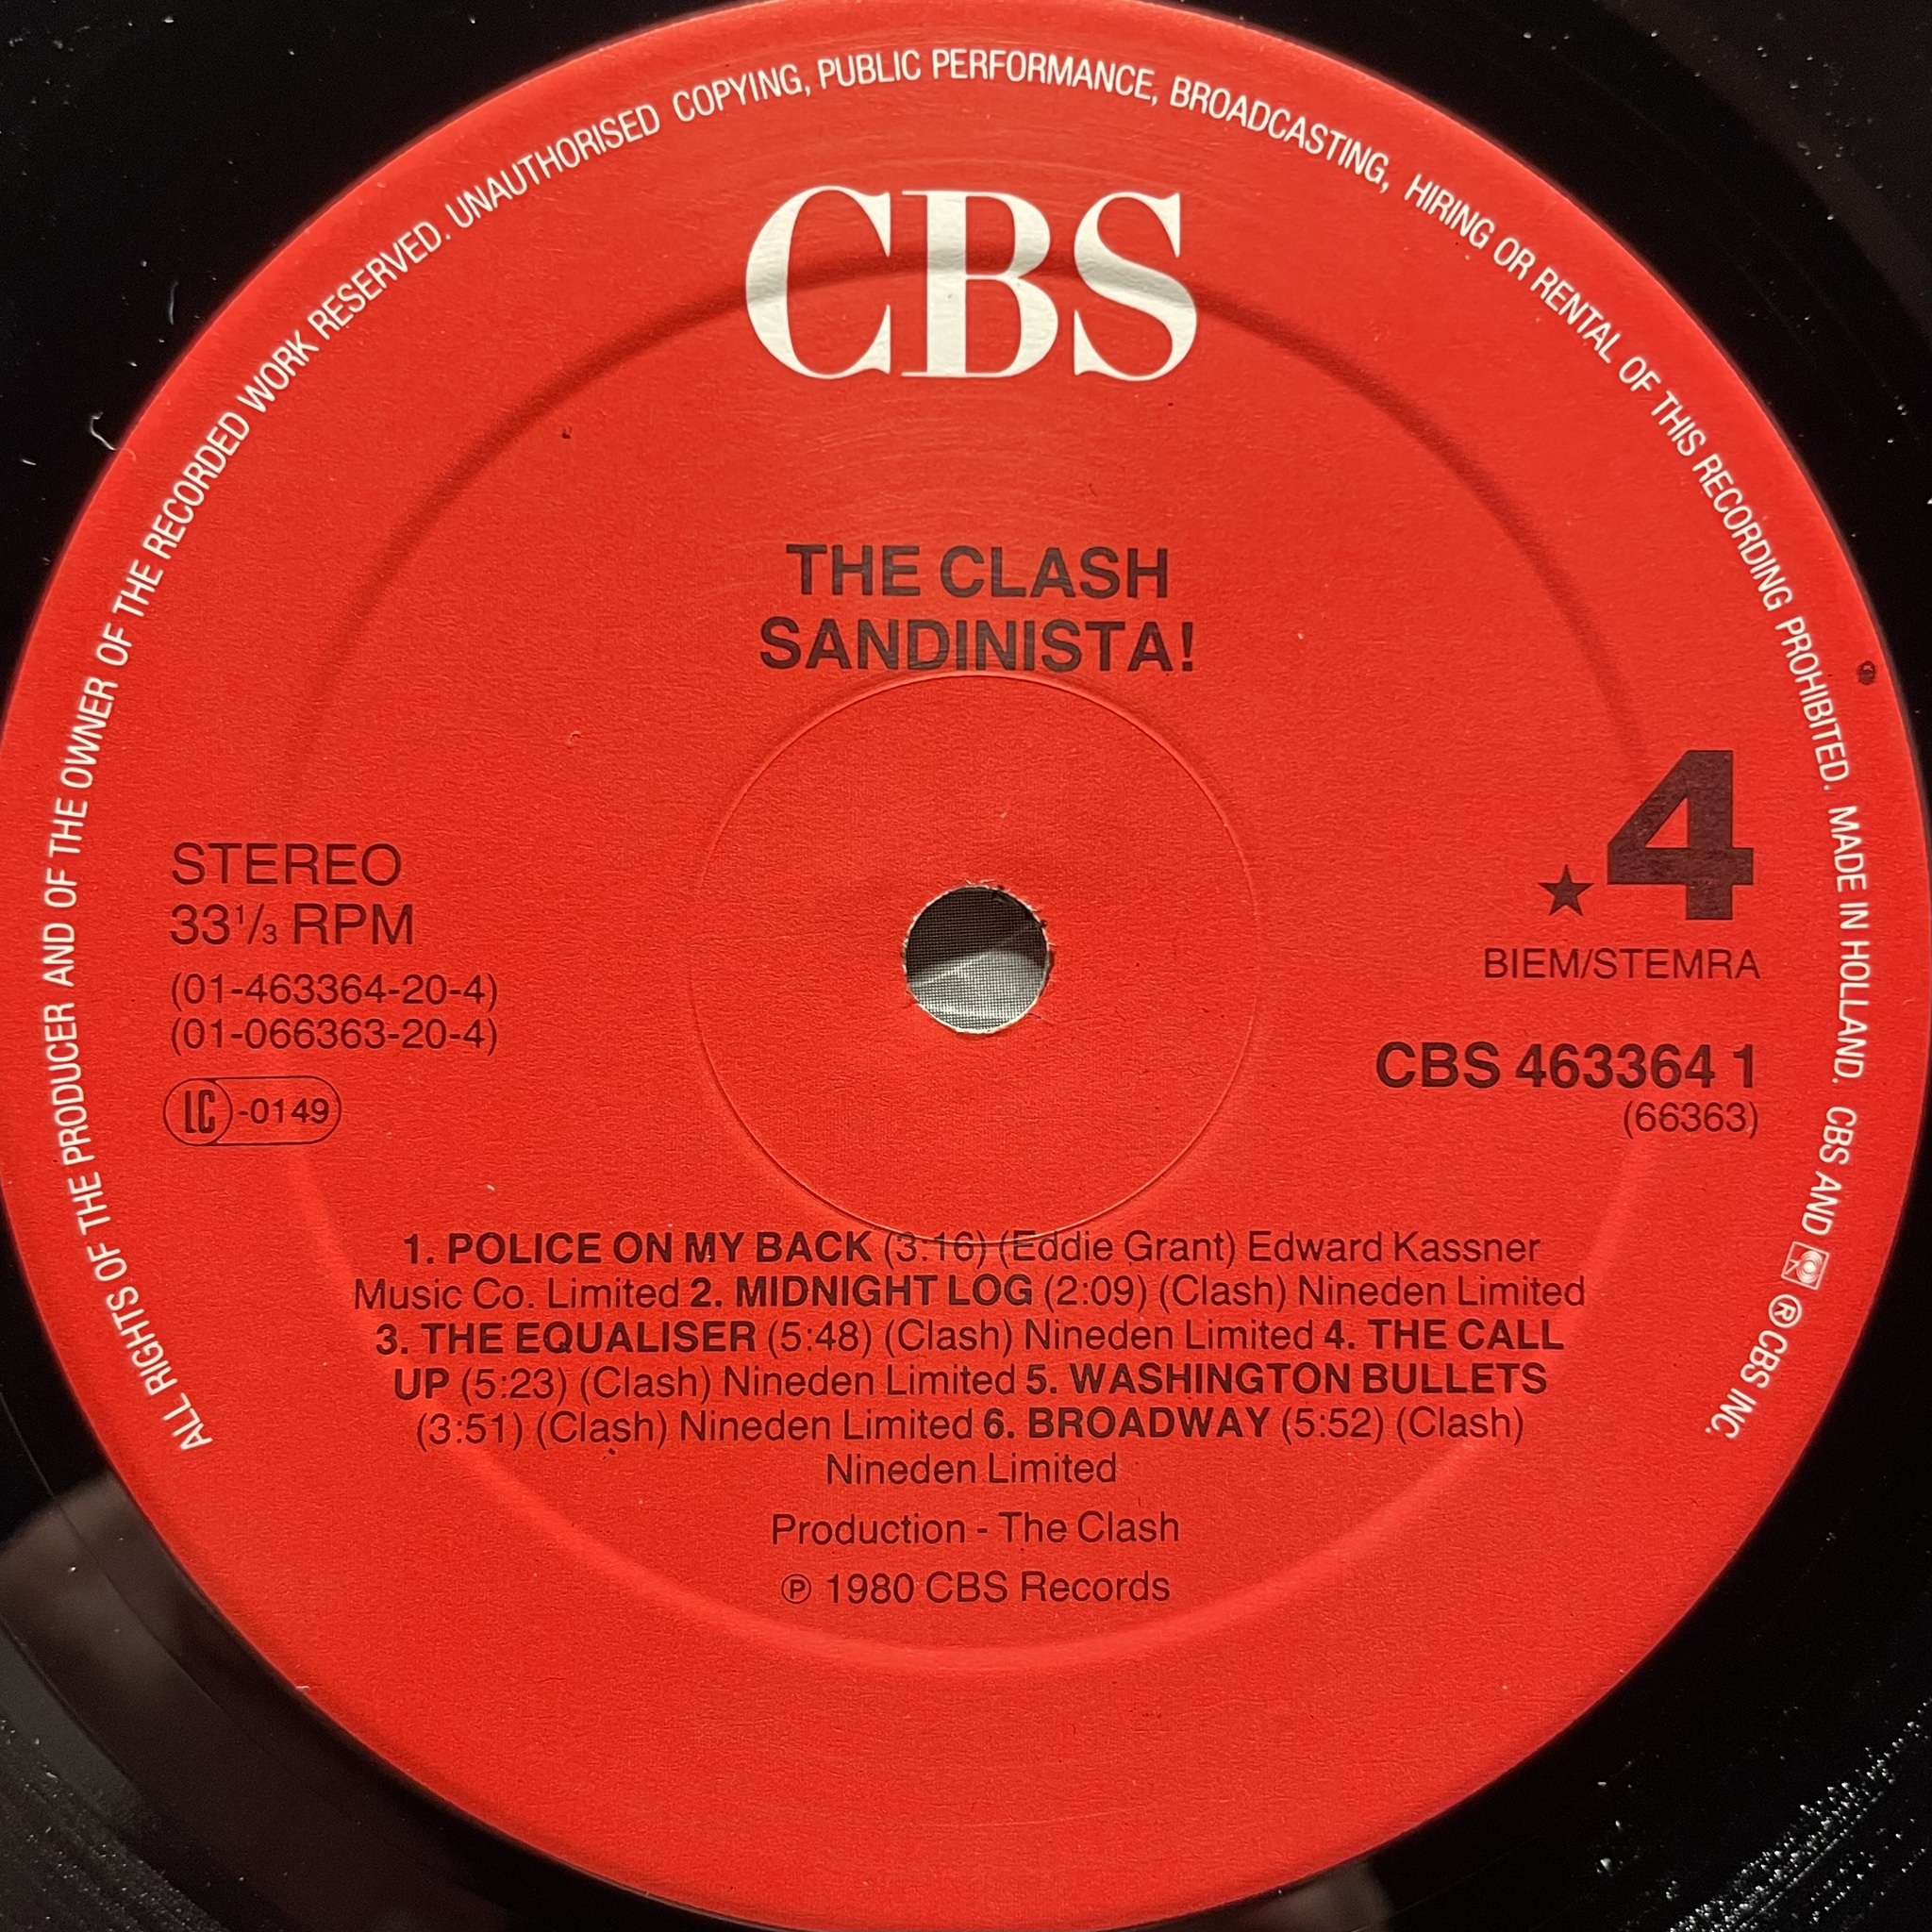 ALL RIGHTS OF THE PRODUCER AND OF THE OWNER OF THE RECORDED WORK RESERVED. UNAUTHORISED COPYING, PUBLIC PERFORMANCE, BROADCASTING, HIRING OR RENTAL OF THIS RECORDING PROHIBITED. MADE IN HOLLAND. CBS AND ® CBS INC.
CBS
THE CLASH
SANDINISTA!
STEREO
33 1/3 RPM
(01-463364-20-4)
(01-066363-20-4)
LC-0149
★4
BIEM/STEMRA
CBS 463364 1
(66363)
1. POLICE ON MY BACK (3:16) (Eddie Grant) Edward Kassner
Music Co. Limited 2. MIDNIGHT LOG (2:09) (Clash) Nineden Limited
3. THE EQUALISER (5:48) (Clash) Nineden Limited 4. THE CALL
UP (5:23) (Clash) Nineden Limited 5. WASHINGTON BULLETS
(3:51) (Clash) Nineden Limited 6. BROADWAY (5:52) (Clash)
Nineden Limited
Production - The Clash
℗ 1980 CBS Records